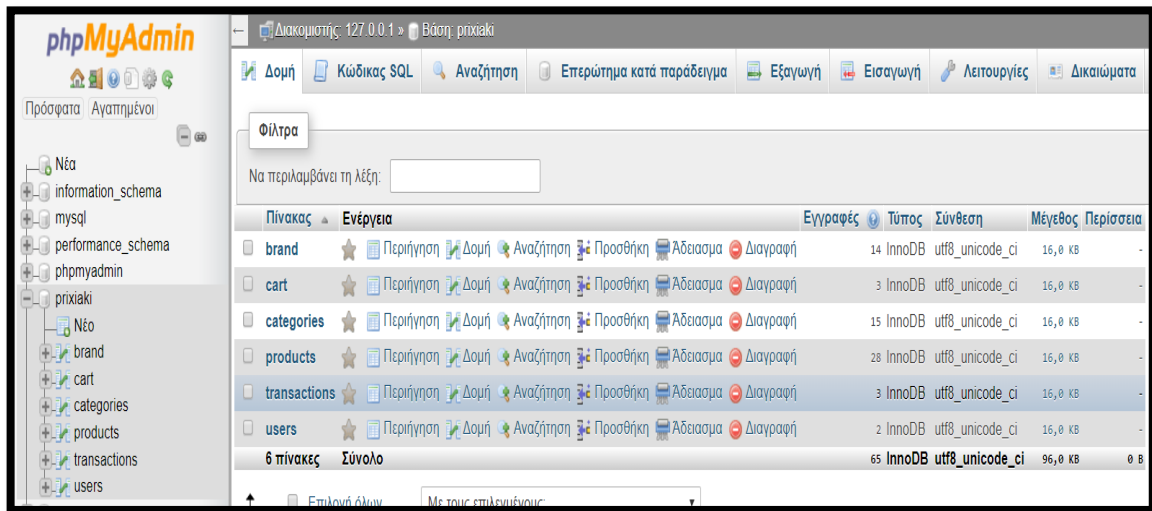 phpMyAdmin
Πρόσφατα Αγαπημένοι
Νέα
information_schema
mysql
performance_schema
phpmyadmin
prixiaki
Νέο
brand
cart
categories
products
transactions
users
Διακομιστής: 127.0.0.1 » Βάση: prixiaki
Δομή Κώδικας SQL Αναζήτηση Επερώτημα κατά παράδειγμα Εξαγωγή Εισαγωγή Λειτουργίες Δικαιώματα
Φίλτρα
Να περιλαμβάνει τη λέξη:
Πίνακας Ενέργεια Εγγραφές Τύπος Σύνθεση Μέγεθος Περίσσεια
brand Περιήγηση Δομή Αναζήτηση Προσθήκη Άδειασμα Διαγραφή 14 InnoDB utf8_unicode_ci 16,0 KB -
cart Περιήγηση Δομή Αναζήτηση Προσθήκη Άδειασμα Διαγραφή 3 InnoDB utf8_unicode_ci 16,0 KB -
categories Περιήγηση Δομή Αναζήτηση Προσθήκη Άδειασμα Διαγραφή 15 InnoDB utf8_unicode_ci 16,0 KB -
products Περιήγηση Δομή Αναζήτηση Προσθήκη Άδειασμα Διαγραφή 28 InnoDB utf8_unicode_ci 16,0 KB -
transactions Περιήγηση Δομή Αναζήτηση Προσθήκη Άδειασμα Διαγραφή 3 InnoDB utf8_unicode_ci 16,0 KB -
users Περιήγηση Δομή Αναζήτηση Προσθήκη Άδειασμα Διαγραφή 2 InnoDB utf8_unicode_ci 16,0 KB -
6 πίνακες Σύνολο 65 InnoDB utf8_unicode_ci 96,0 KB 0 B
Επιλογή όλων Με τους επιλεγμένους: